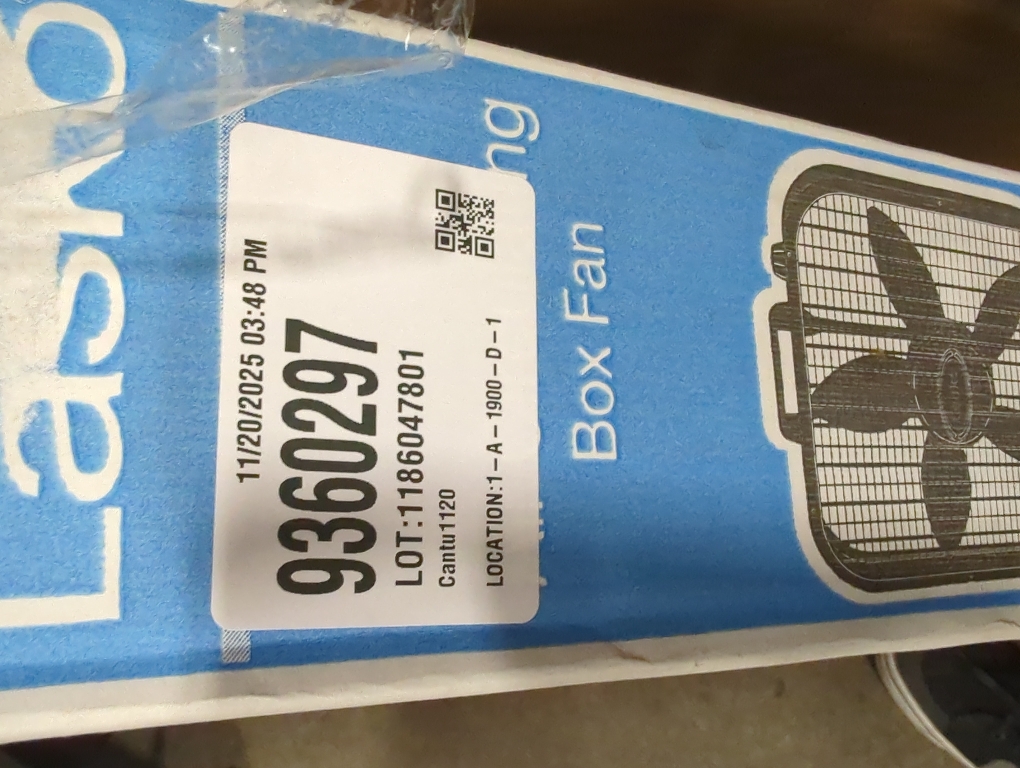 Lasko
11/20/2025 03:48 PM
9360297
LOT:1186047801
Cantu1120
LOCATION:1-A-1900-D-1
Box Fan